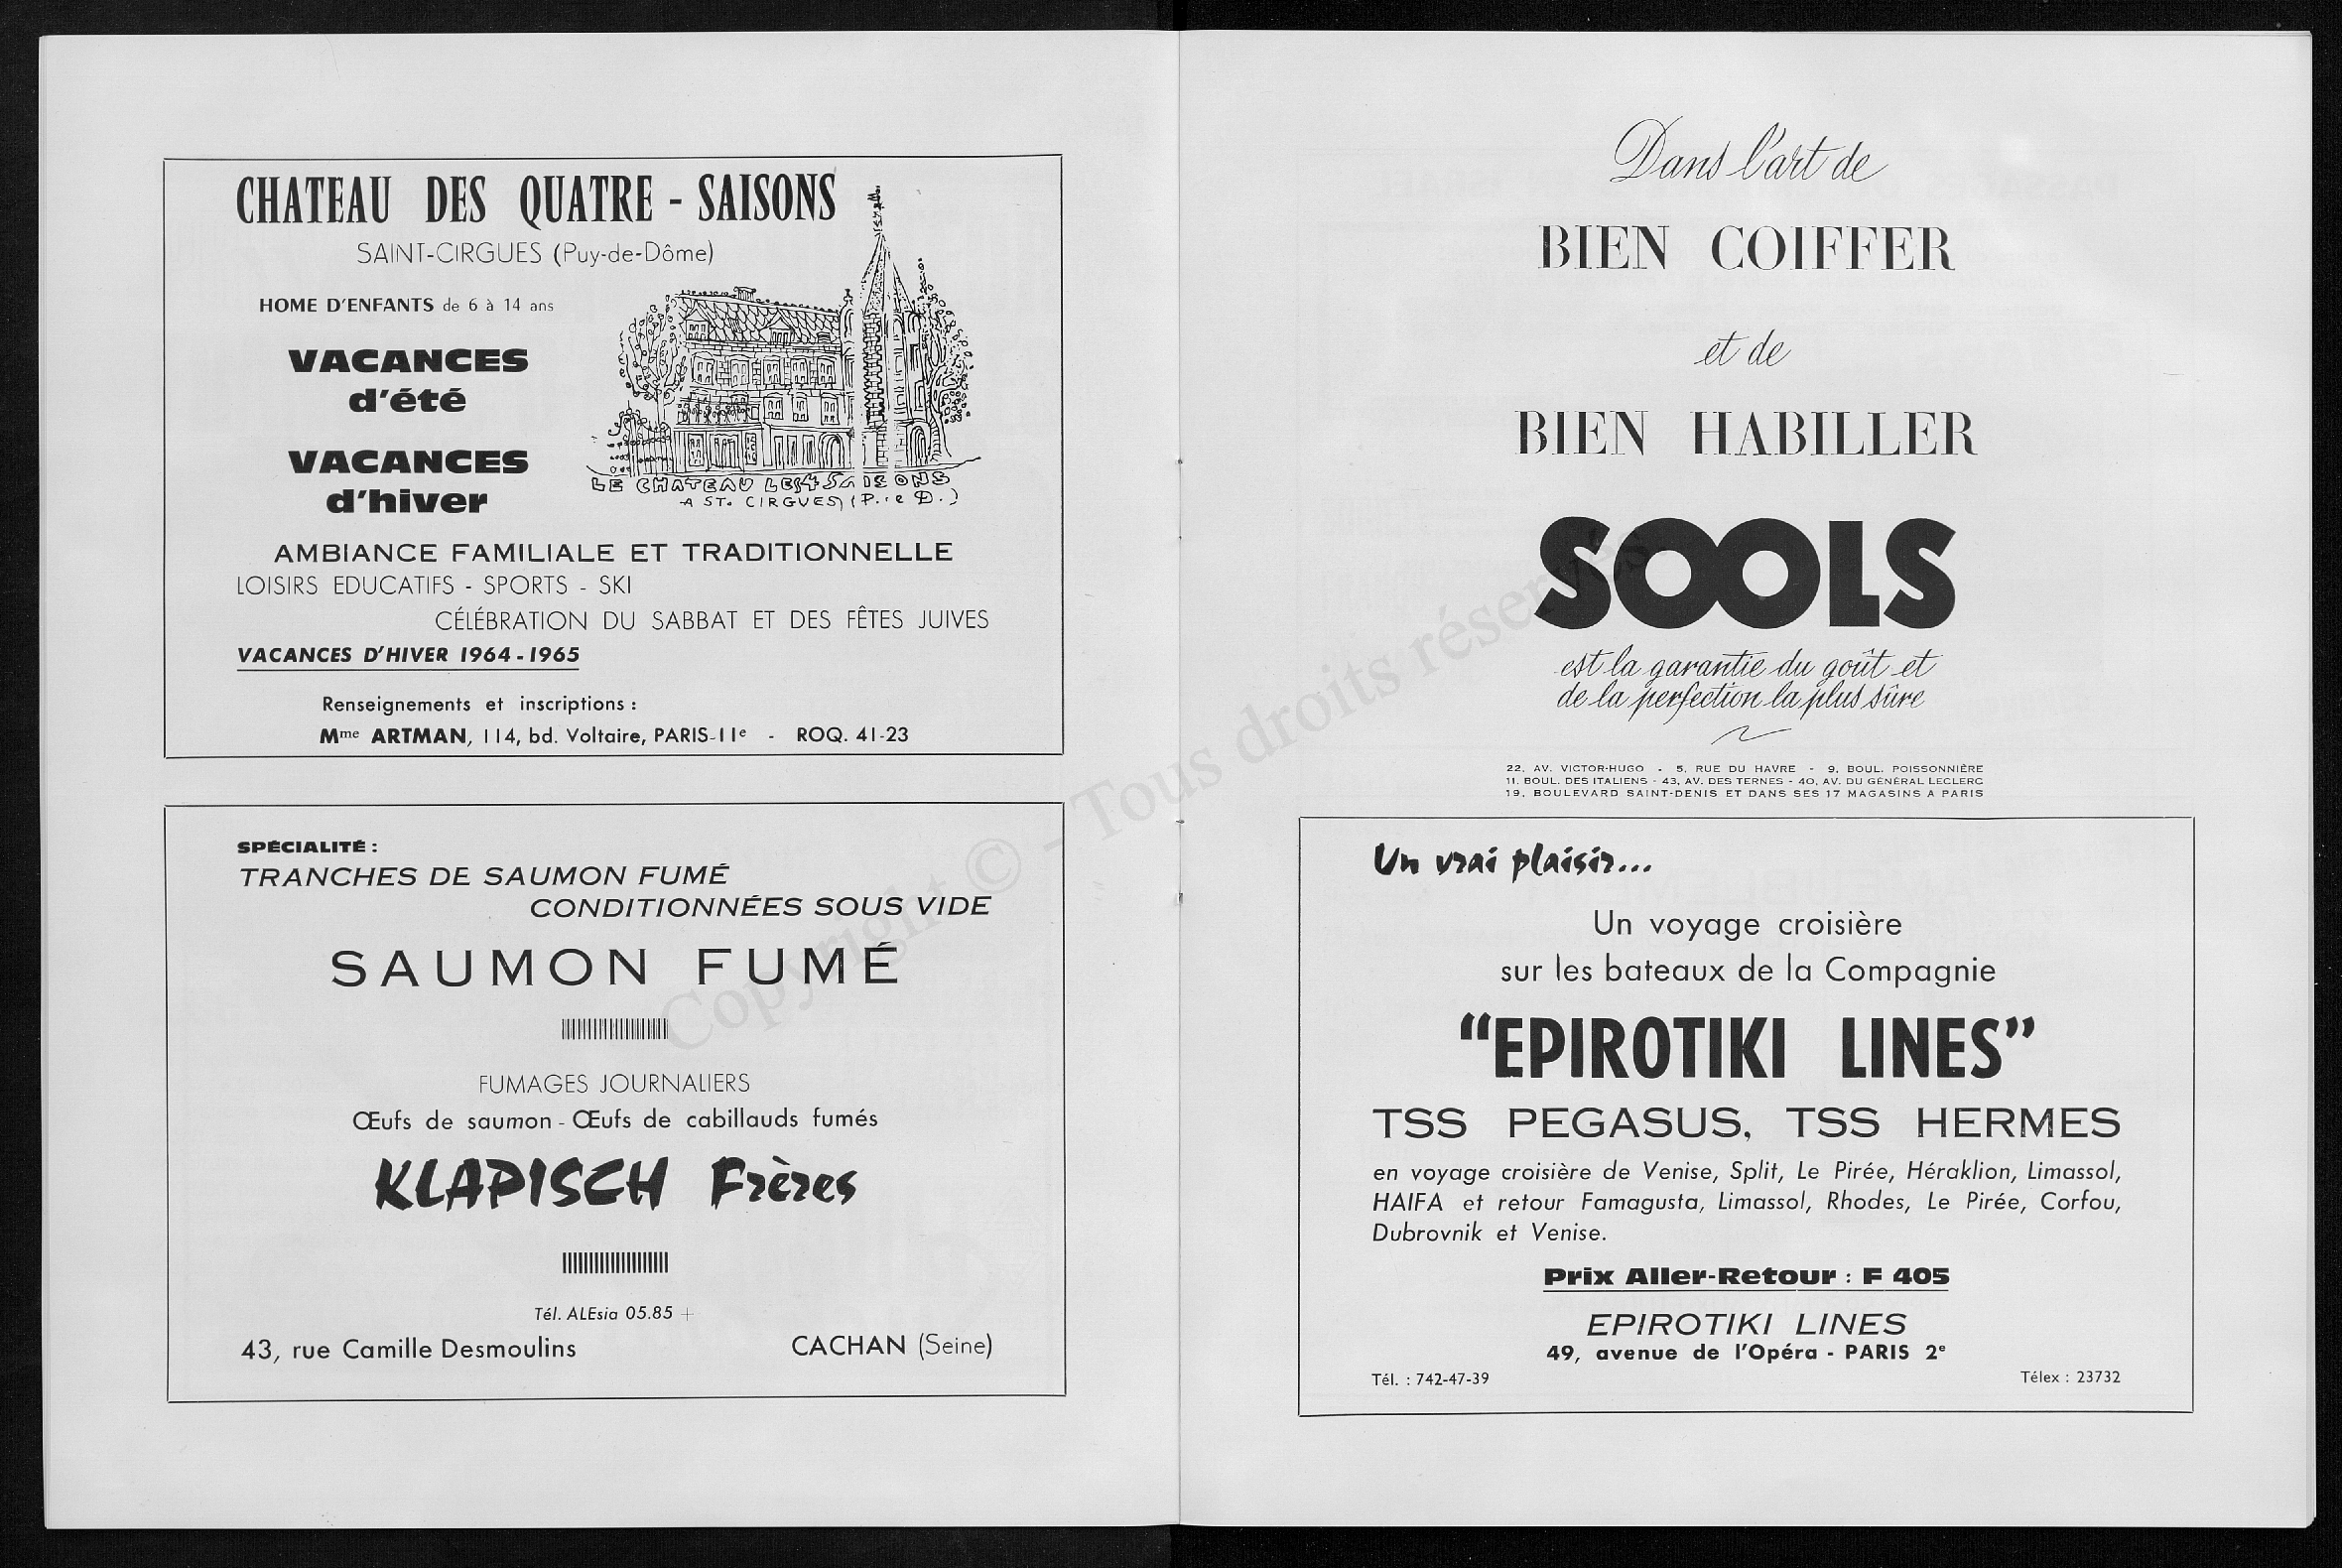 CHATEAU DES QUATRE - SAISONS
SAINT-CIRGUES (Puy-de-Dôme)
HOME D'ENFANTS de 6 à 14 ans
VACANCES
d'été
VACANCES
d'hiver
LE CHATEAU LES 4 SAISONS
A ST. CIRGUES (P. de D.)
AMBIANCE FAMILIALE ET TRADITIONNELLE
LOISIRS EDUCATIFS - SPORTS - SKI
CÉLÉBRATION DU SABBAT ET DES FÊTES JUIVES
VACANCES D'HIVER 1964-1965
Renseignements et inscriptions :
Mme ARTMAN, 114, bd. Voltaire, PARIS-11e - ROQ. 41-23
SPÉCIALITÉ :
TRANCHES DE SAUMON FUMÉ
CONDITIONNÉES SOUS VIDE
SAUMON FUMÉ
FUMAGES JOURNALIERS
Œufs de saumon - Œufs de cabillauds fumés
KLAPISCH Frères
Tél. ALEsia 05.85 +
43, rue Camille Desmoulins CACHAN (Seine)
Dans l'art de
BIEN COIFFER
et de
BIEN HABILLER
SOOLS
est la garantie du goût et
de la perfection la plus sûre
22, AV. VICTOR-HUGO - 5, RUE DU HAVRE - 9, BOUL. POISSONNIÈRE
11, BOUL. DES ITALIENS - 43, AV. DES TERNES - 40, AV. DU GÉNÉRAL LECLERC
19, BOULEVARD SAINT-DENIS ET DANS SES 17 MAGASINS A PARIS
Un vrai plaisir...
Un voyage croisière
sur les bateaux de la Compagnie
"EPIROTIKI LINES"
TSS PEGASUS, TSS HERMES
en voyage croisière de Venise, Split, Le Pirée, Héraklion, Limassol,
HAIFA et retour Famagusta, Limassol, Rhodes, Le Pirée, Corfou,
Dubrovnik et Venise.
Prix Aller-Retour : F 405
EPIROTIKI LINES
49, avenue de l'Opéra - PARIS 2e
Tél. : 742-47-39 Télex : 23732
Copyright © - Tous droits réservés